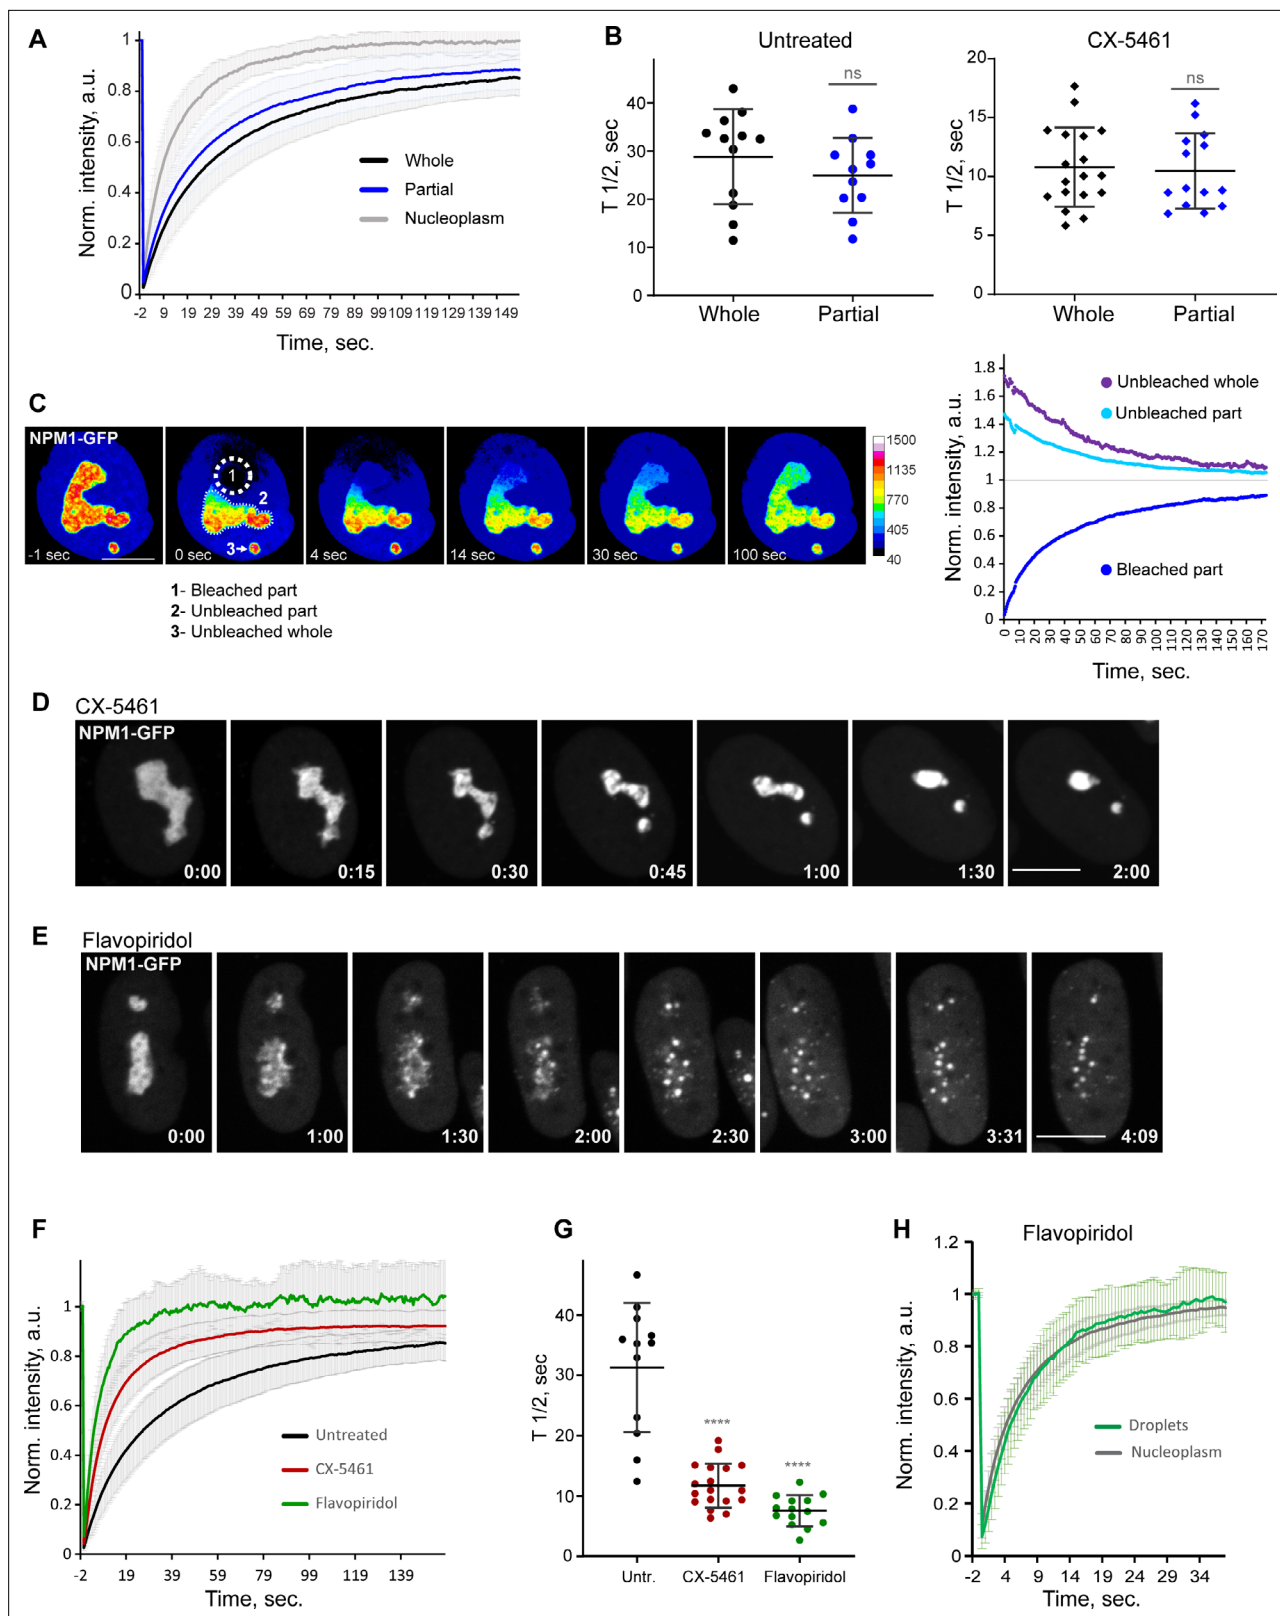 A
Norm. intensity, a.u.
1
0.8
0.6
0.4
0.2
0
Whole
Partial
Nucleoplasm
-2 9 19 29 39 49 59 69 79 89 99 109 119 129 139 149
Time, sec.
B
Untreated
T 1/2, sec
40
30
20
10
0
ns
Whole Partial
CX-5461
T 1/2, sec
20
15
10
5
0
ns
Whole Partial
C
NPM1-GFP
-1 sec
1
2
3
0 sec
4 sec
14 sec
30 sec
100 sec
1500
1135
770
405
40
1- Bleached part
2- Unbleached part
3- Unbleached whole
Norm. intensity, a.u.
1.8
1.6
1.4
1.2
1
0.8
0.6
0.4
0.2
0
Unbleached whole
Unbleached part
Bleached part
0 10 20 30 40 50 60 70 80 90 100 110 120 130 140 150 160 170
Time, sec.
D
CX-5461
NPM1-GFP
0:00 0:15 0:30 0:45 1:00 1:30 2:00
E
Flavopiridol
NPM1-GFP
0:00 1:00 1:30 2:00 2:30 3:00 3:31 4:09
F
Norm. intensity, a.u.
1
0.8
0.6
0.4
0.2
0
Untreated
CX-5461
Flavopiridol
-2 19 39 59 79 99 119 139
Time, sec.
G
T 1/2, sec
40
30
20
10
0
****
****
Untr. CX-5461 Flavopiridol
H
Flavopiridol
Norm. intensity, a.u.
1.2
1
0.8
0.6
0.4
0.2
0
Droplets
Nucleoplasm
-2 4 9 14 19 24 29 34
Time, sec.